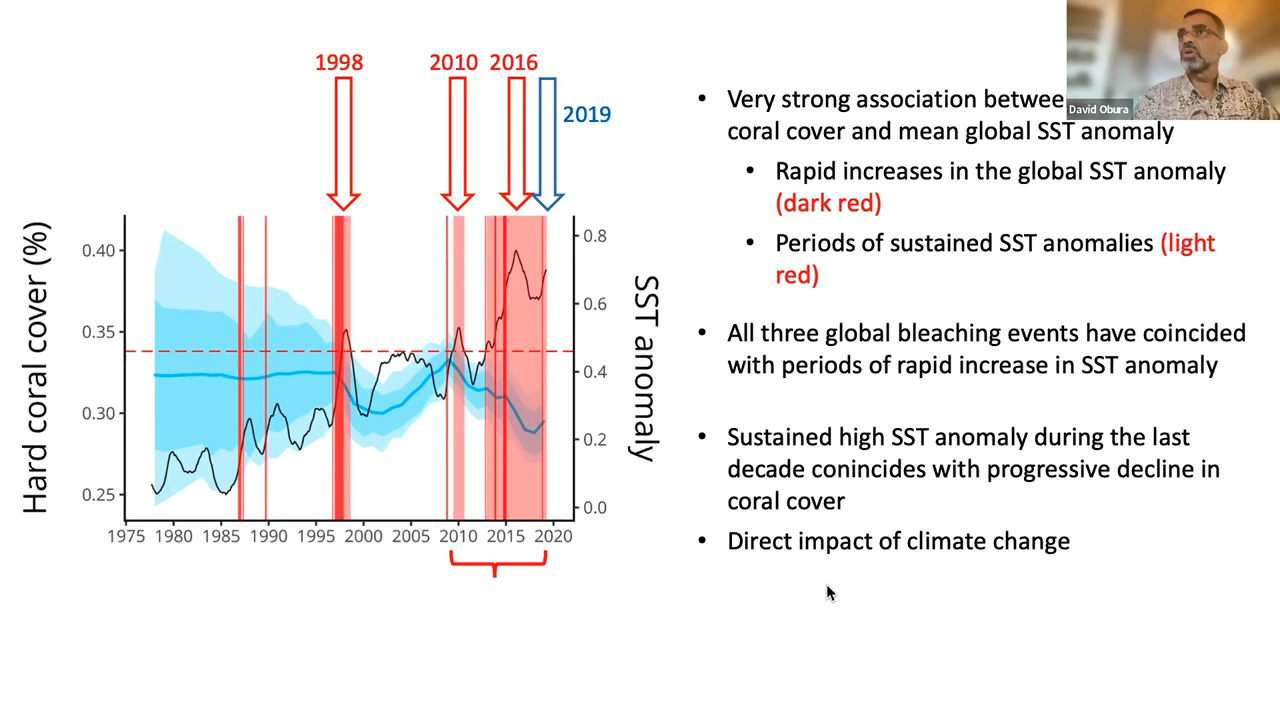 1998
2010 2016
2019
Hard coral cover (%)
0.40
0.35
0.30
0.25
0.8
0.6
0.4
0.2
0.0
SST anomaly
1975 1980 1985 1990 1995 2000 2005 2010 2015 2020
• Very strong association betwee
coral cover and mean global SST anomaly
• Rapid increases in the global SST anomaly
(dark red)
• Periods of sustained SST anomalies (light
red)
• All three global bleaching events have coincided
with periods of rapid increase in SST anomaly
• Sustained high SST anomaly during the last
decade conincides with progressive decline in
coral cover
• Direct impact of climate change
David Obura